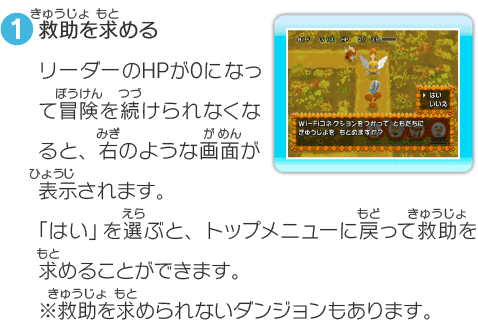 1 救助を求める
リーダーのHPが0になっ
て冒険を続けられなくな
ると、右のような画面が
表示されます。
「はい」を選ぶと、トップメニューに戻って救助を
求めることができます。
※救助を求められないダンジョンもあります。
はい
いいえ
Wi-Fiコネクションをつかって ともだちに
きゅうじょを もとめますか?